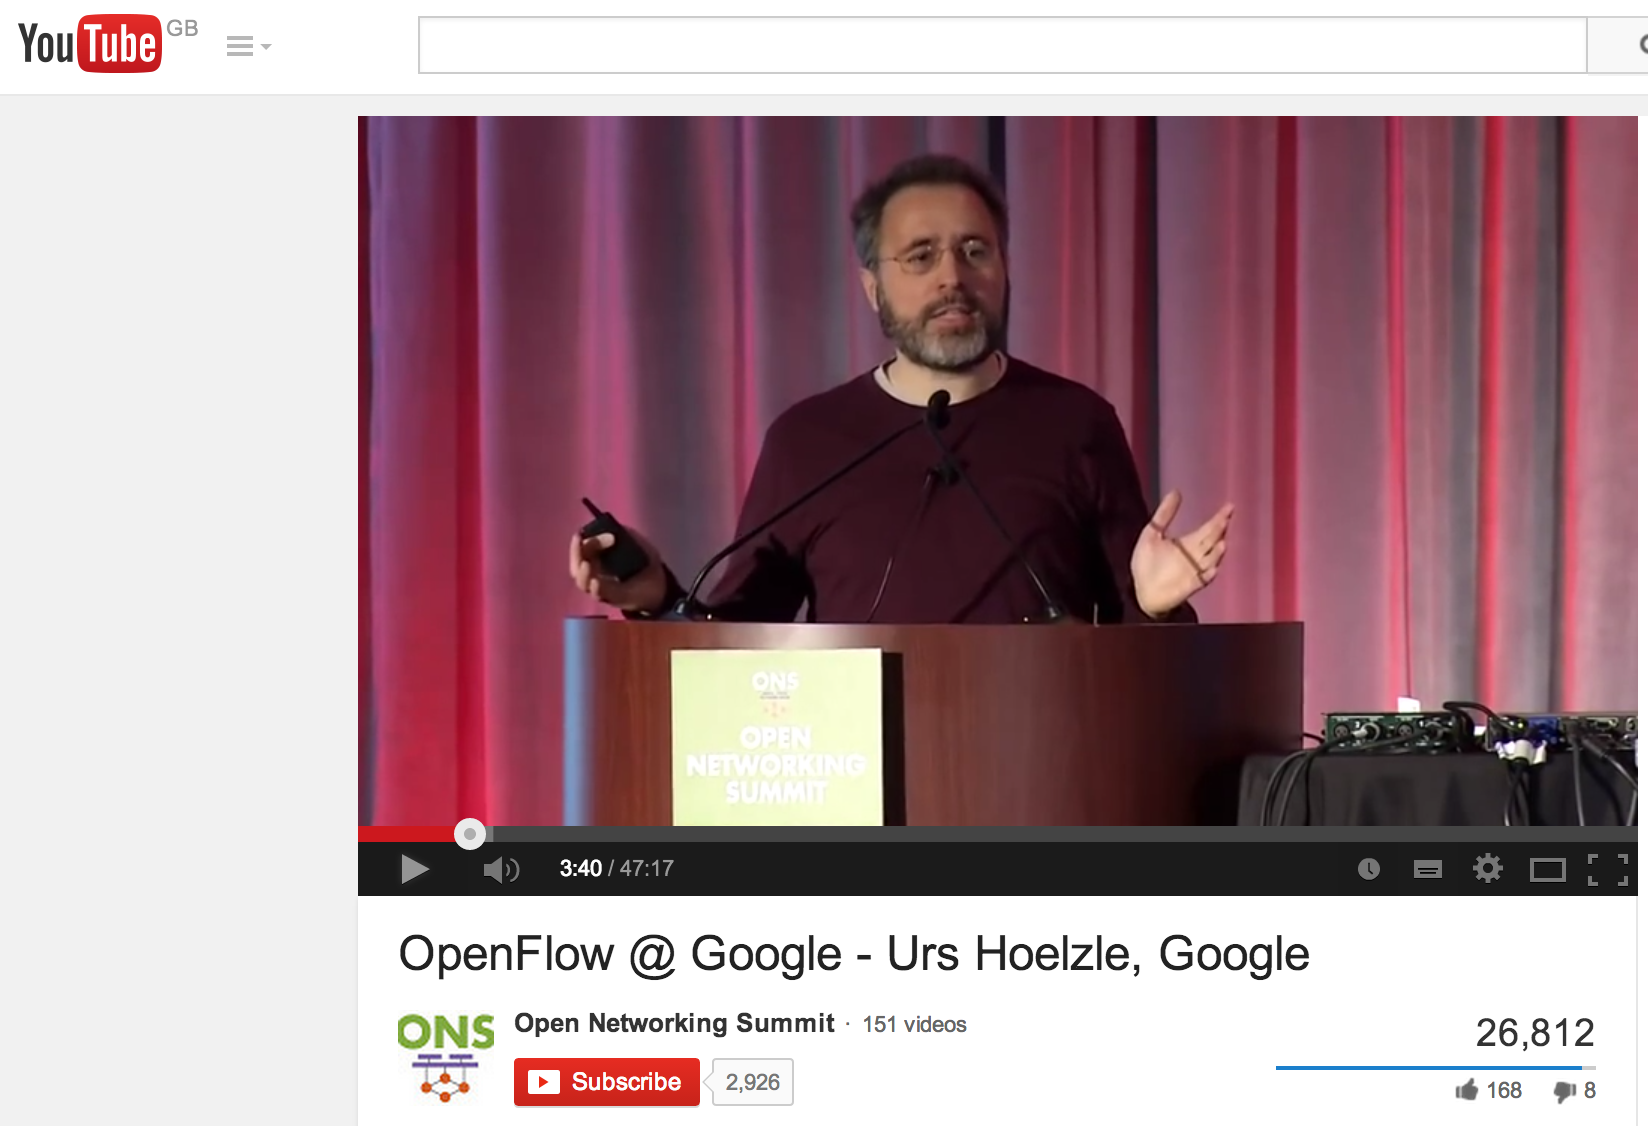 YouTube GB
ONS
OPEN
NETWORKING
SUMMIT
3:40 / 47:17
OpenFlow @ Google - Urs Hoelzle, Google
ONS
Open Networking Summit · 151 videos
26,812
Subscribe 2,926
168 8